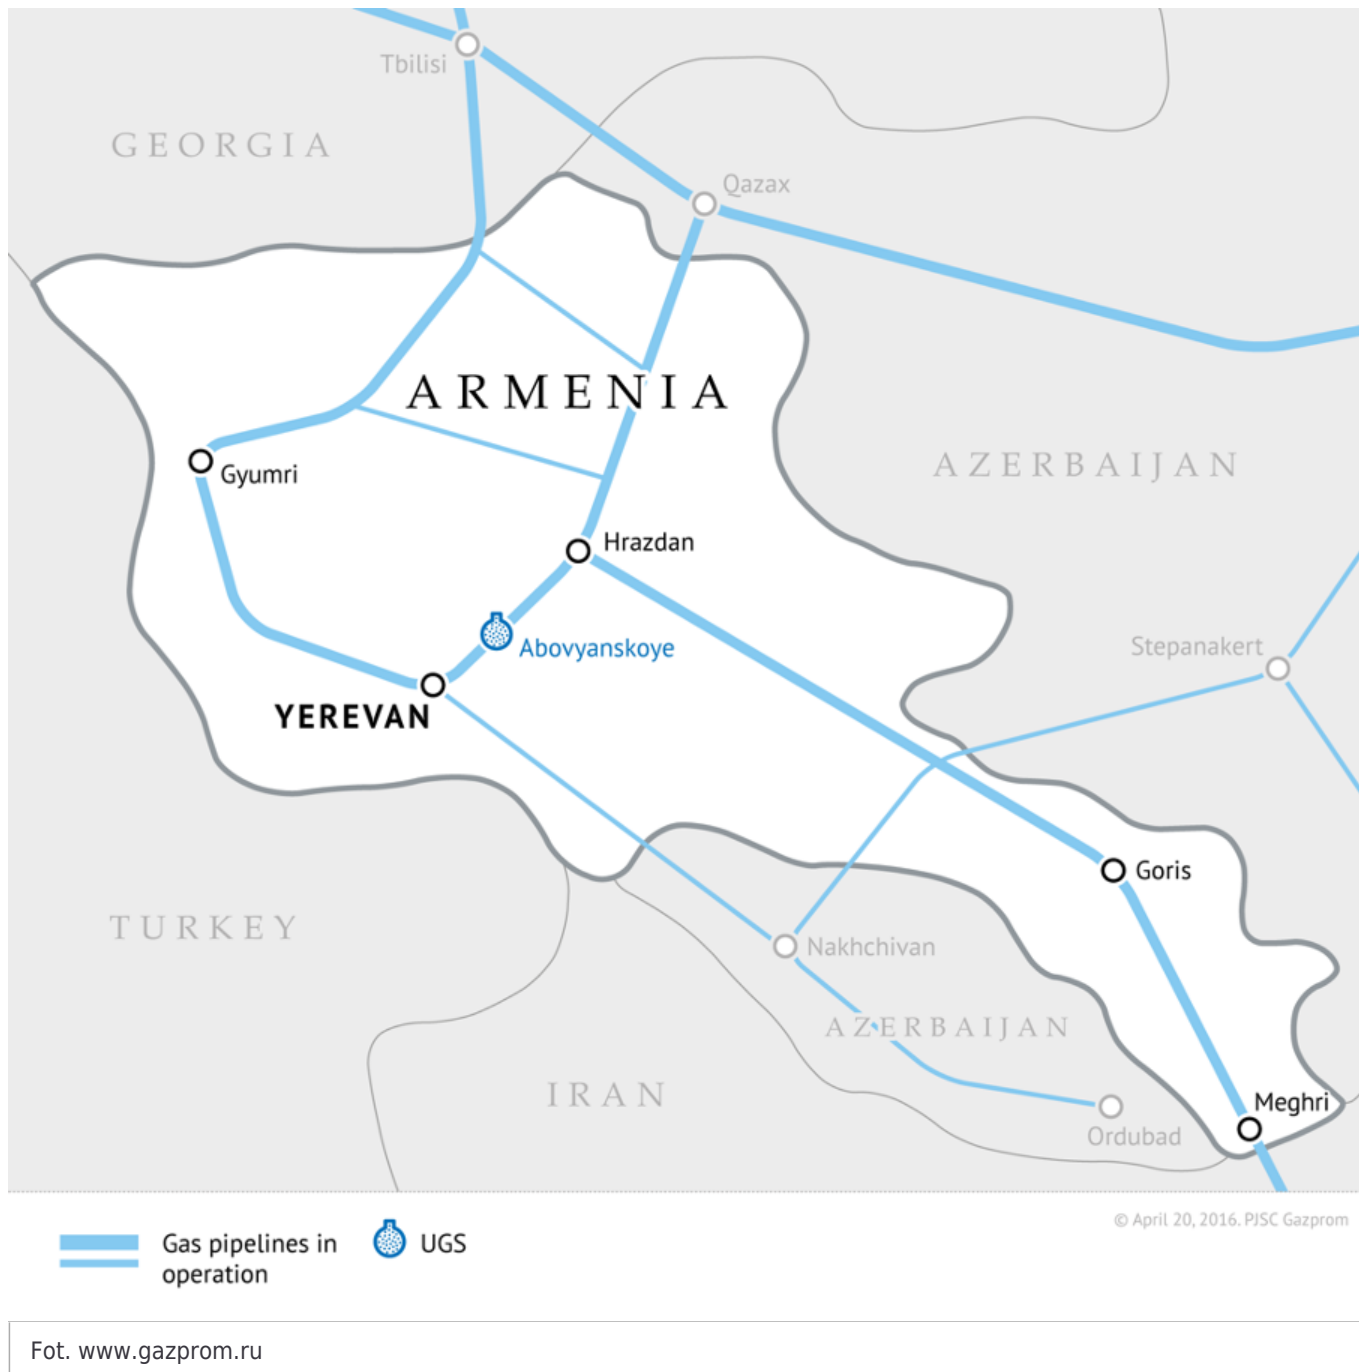 Tbilisi
GEORGIA
Qazax
ARMENIA
Gyumri
AZERBAIJAN
Hrazdan
Abovyanskoye
Stepanakert
YEREVAN
Goris
TURKEY
Nakhchivan
AZERBAIJAN
IRAN
Meghri
Ordubad
© April 20, 2016. PJSC Gazprom
Gas pipelines in
operation
UGS
Fot. www.gazprom.ru